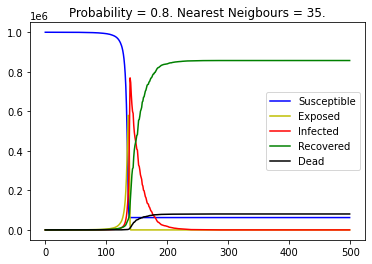 Probability = 0.8. Nearest Neigbours = 35.
1e6
1.0
0.8
0.6
0.4
0.2
0.0
Susceptible
Exposed
Infected
Recovered
Dead
0 100 200 300 400 500